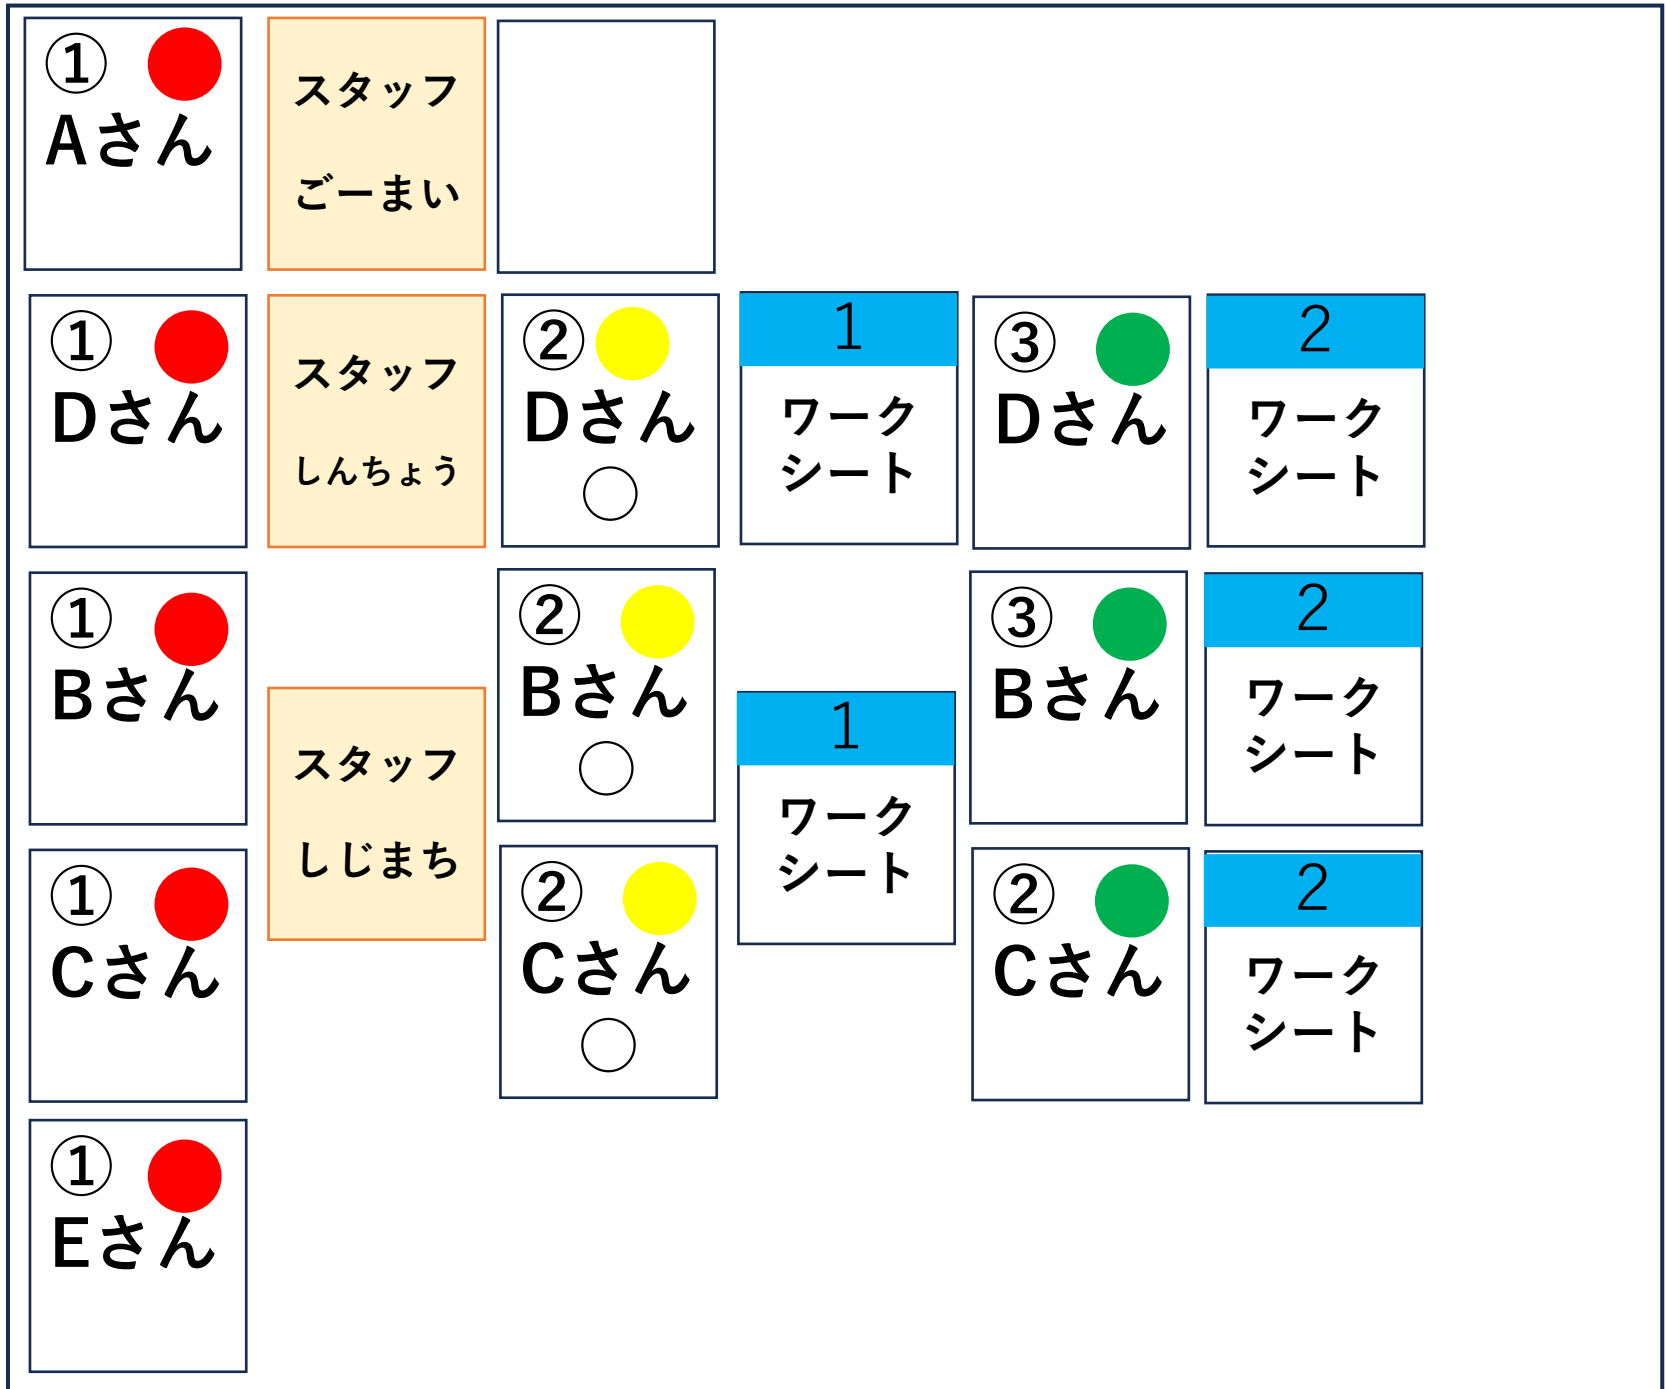 ①
Aさん
スタッフ
ごーまい
①
Dさん
スタッフ
しんちょう
②
Dさん
1
ワーク
シート
③
Dさん
2
ワーク
シート
①
Bさん
スタッフ
しじまち
②
Bさん
1
ワーク
シート
③
Bさん
2
ワーク
シート
①
Cさん
②
Cさん
②
Cさん
2
ワーク
シート
①
Eさん